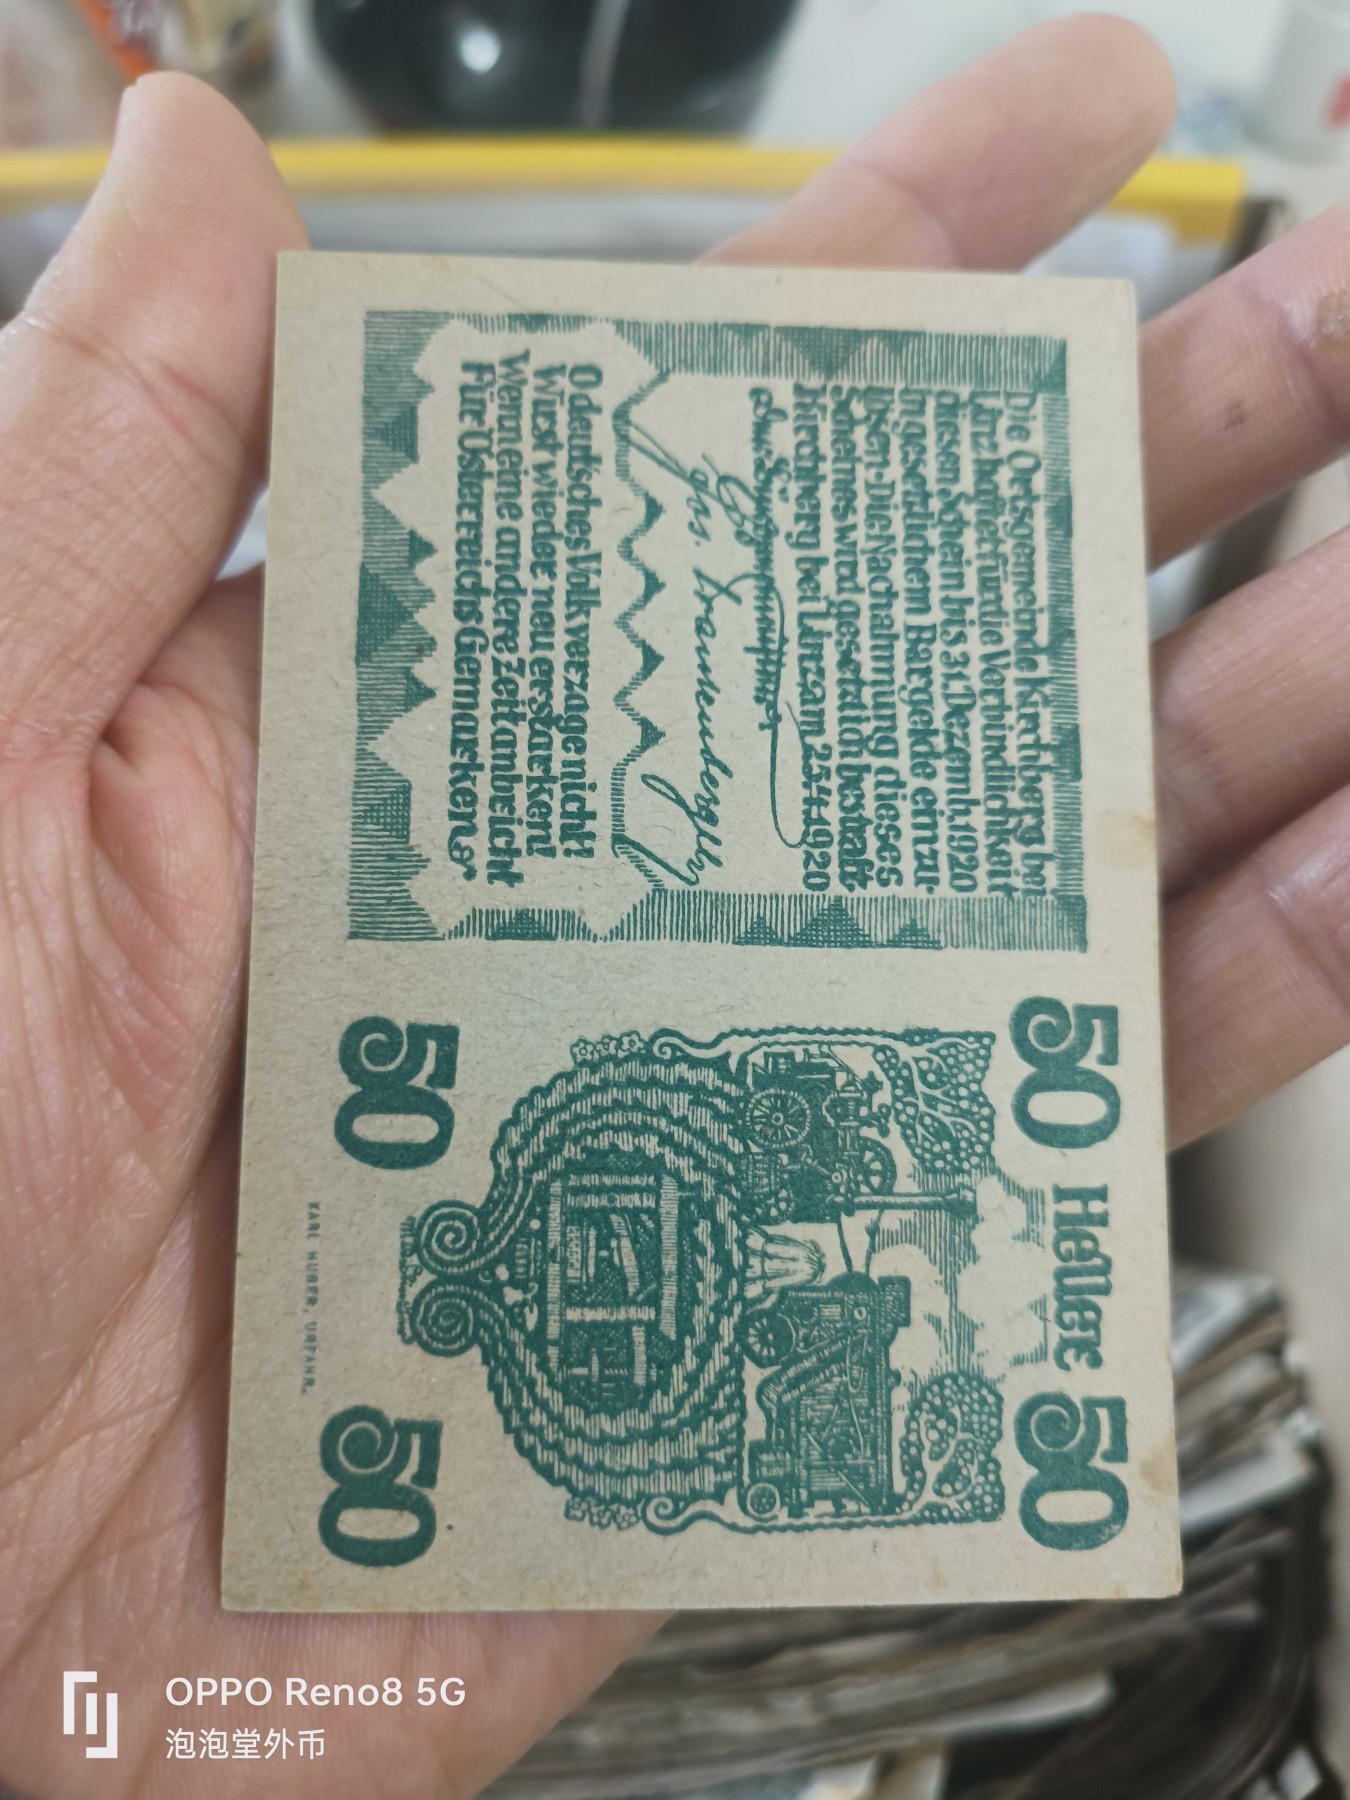 Die Ortsgemeinde Kirchberg bei
Linz haftet für die Verbindlichkeit
diesen Schein bis 31. Dezemb. 1920
in gesetzlichem Bargelde einzu-
lösen-Die Nachahmung dieses
Scheines wird gesetzlich bestraft
Kirchberg bei Linz am 25.4.1920
O deutsches Volk verzage nicht!
Wirst wieder neu erstarken!
Wenn eine andere Zeit anbricht
Für Österreichs Gemarken
50 Heller 50
50 50
KARL HUBER, URFAHR.
OPPO Reno8 5G
泡泡堂外币